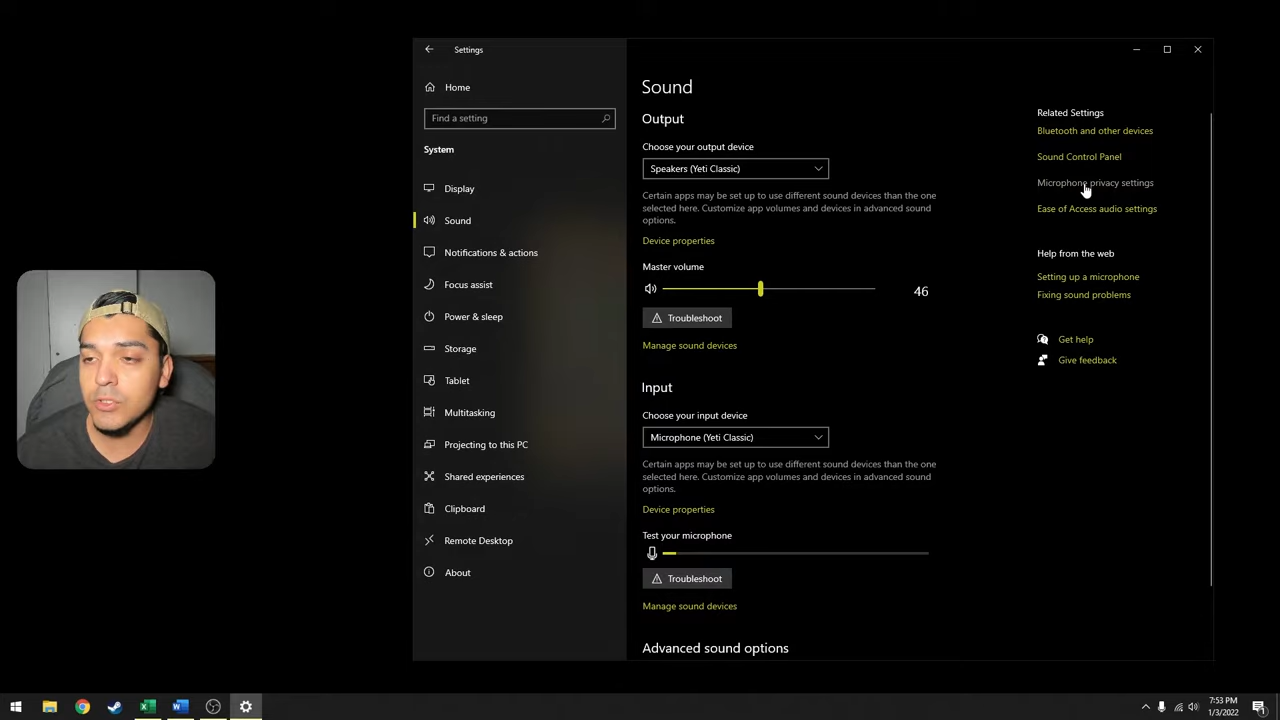 Settings
Home
Find a setting
System
Display
Sound
Notifications & actions
Focus assist
Power & sleep
Storage
Tablet
Multitasking
Projecting to this PC
Shared experiences
Clipboard
Remote Desktop
About
Sound
Output
Choose your output device
Speakers (Yeti Classic)
Certain apps may be set up to use different sound devices than the one
selected here. Customize app volumes and devices in advanced sound
options.
Device properties
Master volume
46
Troubleshoot
Manage sound devices
Input
Choose your input device
Microphone (Yeti Classic)
Certain apps may be set up to use different sound devices than the one
selected here. Customize app volumes and devices in advanced sound
options.
Device properties
Test your microphone
Troubleshoot
Manage sound devices
Advanced sound options
Related Settings
Bluetooth and other devices
Sound Control Panel
Microphone privacy settings
Ease of Access audio settings
Help from the web
Setting up a microphone
Fixing sound problems
Get help
Give feedback
7:53 PM
1/3/2022